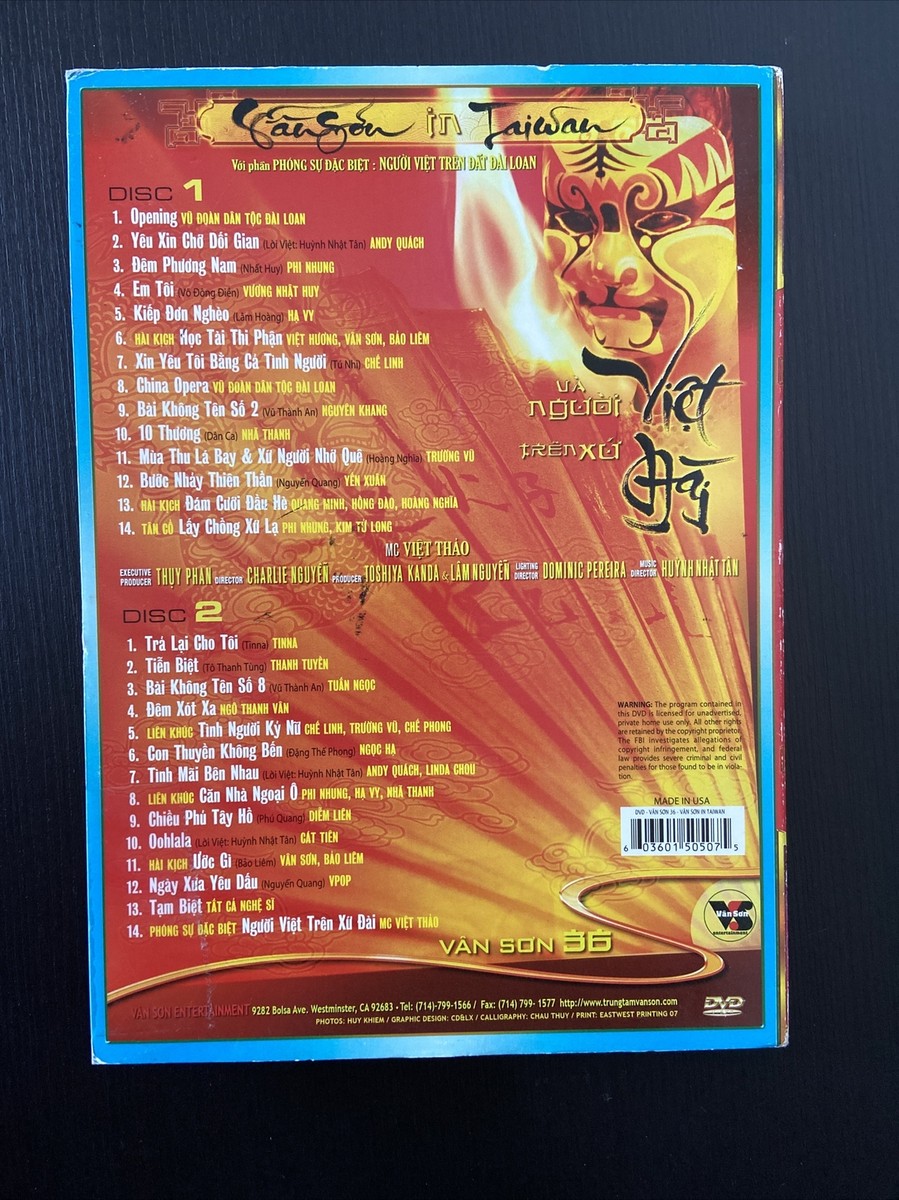 Vân Sơn in Taiwan
Với phần PHÓNG SỰ ĐẶC BIỆT : NGƯỜI VIỆT TRÊN ĐẤT ĐÀI LOAN
DISC 1
1. Opening VŨ ĐOÀN DÂN TỘC ĐÀI LOAN
2. Yêu Xin Chớ Dối Gian (Lời Việt: Huỳnh Nhật Tân) ANDY QUÁCH
3. Đêm Phương Nam (Nhất Huy) PHI NHUNG
4. Em Tôi (Võ Đông Điền) VƯƠNG NHẬT HUY
5. Kiếp Đơn Nghèo (Lâm Hoàng) HẠ VY
6. HÀI KỊCH Học Tài Thi Phận VIỆT HƯƠNG, VÂN SƠN, BẢO LIÊM
7. Xin Yêu Tôi Bằng Cả Tình Người (Tú Nhi) CHẾ LINH
8. China Opera VŨ ĐOÀN DÂN TỘC ĐÀI LOAN
9. Bài Không Tên Số 2 (Vũ Thành An) NGUYÊN KHANG
10. 10 Thương (Dân Ca) NHÃ THANH
11. Mùa Thu Lá Bay & Xứ Người Nhớ Quê (Hoàng Nghĩa) TRƯỜNG VŨ
12. Bước Nhảy Thiên Thần (Nguyễn Quang) YẾN XUÂN
13. HÀI KỊCH Đám Cưới Đầu Hè QUANG MINH, HỒNG ĐÀO, HOÀNG NGHĨA
14. TÂN CỔ Lấy Chồng Xứ Lạ PHI NHUNG, KIM TỬ LONG
VÀ NGƯỜI Việt
TRÊN XỨ Đài
MC VIỆT THẢO
EXECUTIVE PRODUCER THỤY PHAN DIRECTOR CHARLIE NGUYỄN PRODUCER TOSHIYA KANDA & LÂM NGUYỄN LIGHTING DIRECTOR DOMINIC PEREIRA MUSIC DIRECTOR HUỲNH NHẬT TÂN
DISC 2
1. Trả Lại Cho Tôi (Tinna) TINNA
2. Tiễn Biệt (Tô Thanh Tùng) THANH TUYỀN
3. Bài Không Tên Số 8 (Vũ Thành An) TUẤN NGỌC
4. Đêm Xót Xa NGÔ THANH VÂN
5. LIÊN KHÚC Tình Người Kỹ Nữ CHẾ LINH, TRƯỜNG VŨ, CHẾ PHONG
6. Con Thuyền Không Bến (Đặng Thế Phong) NGỌC HẠ
7. Tình Mãi Bên Nhau (Lời Việt: Huỳnh Nhật Tân) ANDY QUÁCH, LINDA CHOU
8. LIÊN KHÚC Căn Nhà Ngoại Ô PHI NHUNG, HẠ VY, NHÃ THANH
9. Chiều Phủ Tây Hồ (Phú Quang) DIỄM LIÊN
10. Oohlala (Lời Việt: Huỳnh Nhật Tân) CÁT TIÊN
11. HÀI KỊCH Ước Gì (Bảo Liêm) VÂN SƠN, BẢO LIÊM
12. Ngày Xưa Yêu Dấu (Nguyễn Quang) VPOP
13. Tạm Biệt TẤT CẢ NGHỆ SĨ
14. PHÓNG SỰ ĐẶC BIỆT Người Việt Trên Xứ Đài MC VIỆT THẢO
WARNING: The program contained in
this DVD is licensed for unadvertised,
private home use only. All other rights
are retained by the copyright proprietor.
The FBI investigates allegations of
copyright infringement, and federal
law provides severe criminal and civil
penalties for those found to be in viola-
tion.
MADE IN USA
DVD - VÂN SƠN 36 - VÂN SƠN IN TAIWAN
6 03601 50507 5
Vân Sơn
entertainment
VÂN SƠN 36
VAN SON ENTERTAINMENT 9282 Bolsa Ave. Westminster, CA 92683 • Tel: (714)-799-1566 / Fax: (714) 799- 1577 http://www.trungtamvanson.com
PHOTOS: HUY KHIEM / GRAPHIC DESIGN: CD&LX / CALLIGRAPHY: CHAU THUY / PRINT: EASTWEST PRINTING 07
DVD